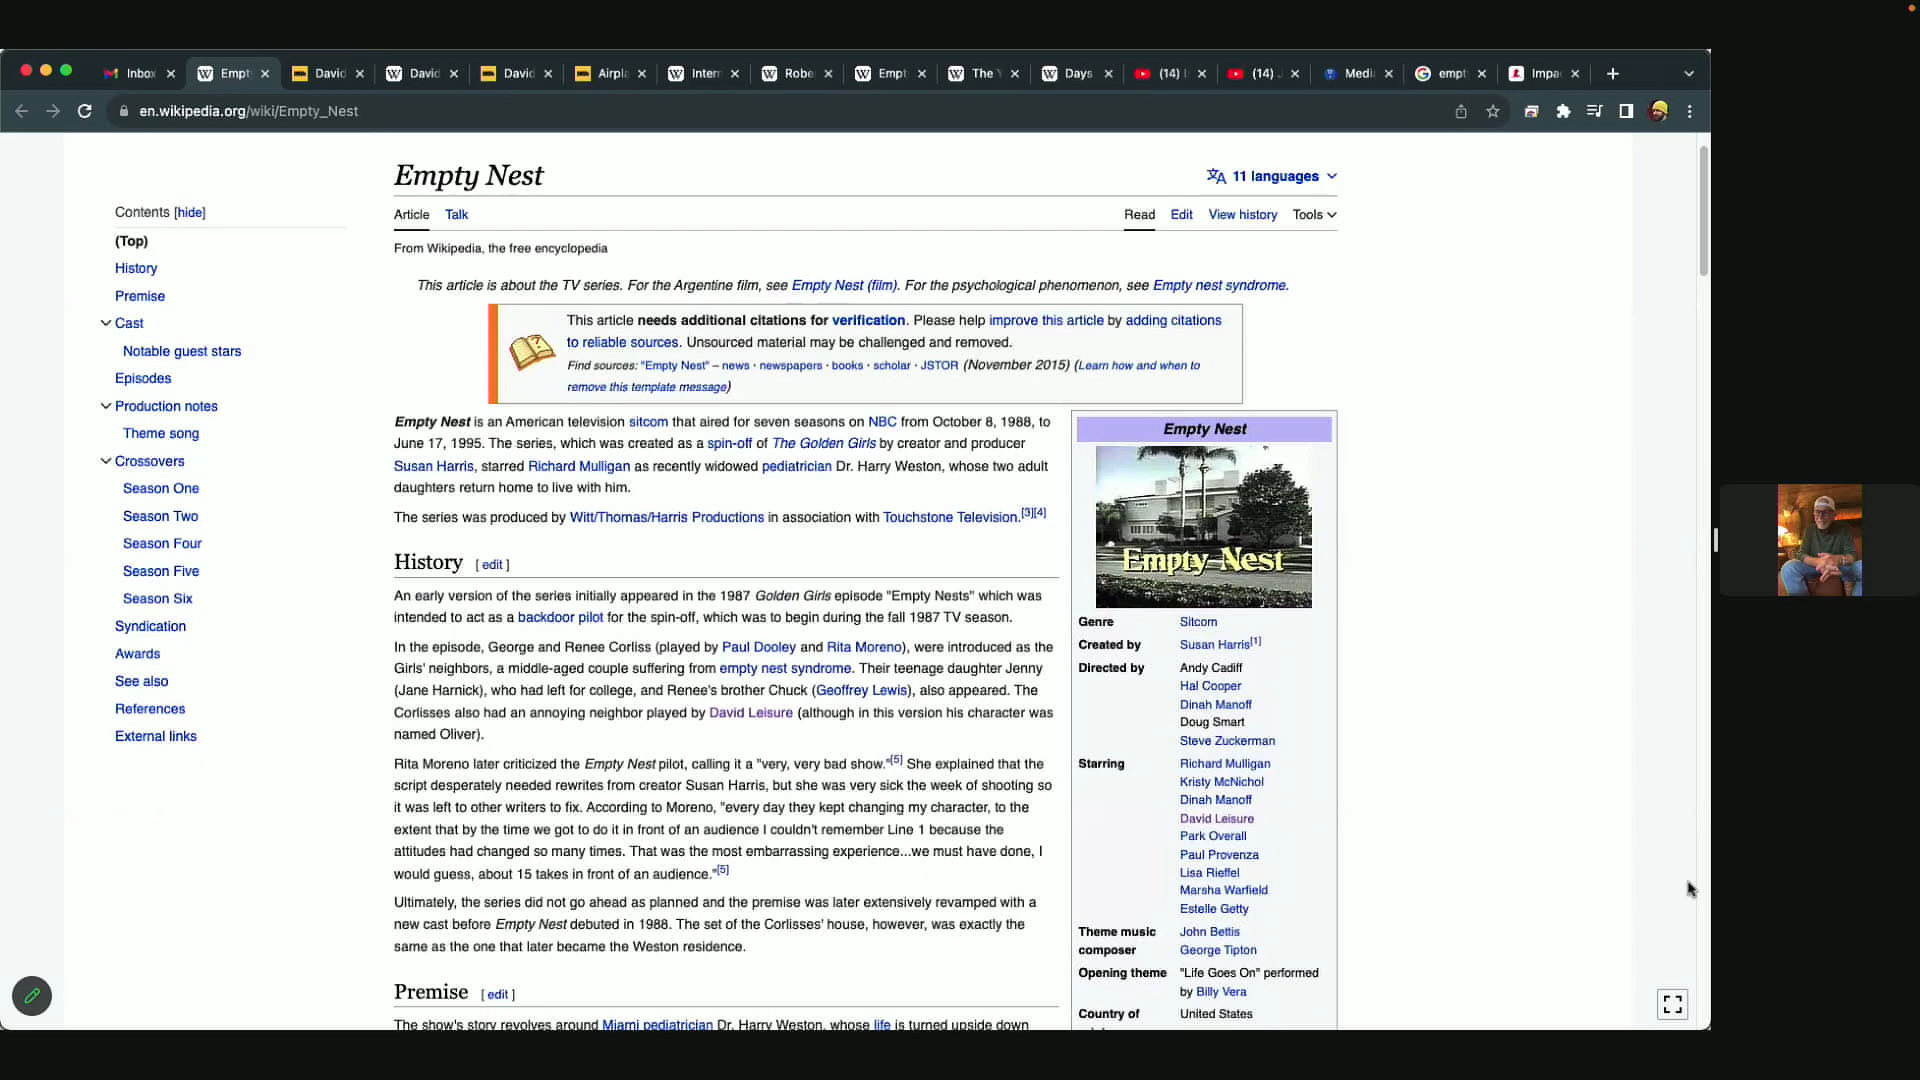 Inbox
Empt
David
David
David
Airpla
Intern
Robe
Empt
The
Days
(14)
(14)
Medi
empt
Impa
en.wikipedia.org/wiki/Empty_Nest
Empty Nest
11 languages
Article Talk
Read Edit View history Tools
From Wikipedia, the free encyclopedia
This article is about the TV series. For the Argentine film, see Empty Nest (film). For the psychological phenomenon, see Empty nest syndrome.
This article needs additional citations for verification. Please help improve this article by adding citations
to reliable sources. Unsourced material may be challenged and removed.
Find sources: "Empty Nest" – news · newspapers · books · scholar · JSTOR (November 2015) (Learn how and when to
remove this template message)
Contents [hide]
(Top)
History
Premise
Cast
Notable guest stars
Episodes
Production notes
Theme song
Crossovers
Season One
Season Two
Season Four
Season Five
Season Six
Syndication
Awards
See also
References
External links
Empty Nest is an American television sitcom that aired for seven seasons on NBC from October 8, 1988, to
June 17, 1995. The series, which was created as a spin-off of The Golden Girls by creator and producer
Susan Harris, starred Richard Mulligan as recently widowed pediatrician Dr. Harry Weston, whose two adult
daughters return home to live with him.
The series was produced by Witt/Thomas/Harris Productions in association with Touchstone Television.[3][4]
History [ edit ]
An early version of the series initially appeared in the 1987 Golden Girls episode "Empty Nests" which was
intended to act as a backdoor pilot for the spin-off, which was to begin during the fall 1987 TV season.
In the episode, George and Renee Corliss (played by Paul Dooley and Rita Moreno), were introduced as the
Girls' neighbors, a middle-aged couple suffering from empty nest syndrome. Their teenage daughter Jenny
(Jane Harnick), who had left for college, and Renee's brother Chuck (Geoffrey Lewis), also appeared. The
Corlisses also had an annoying neighbor played by David Leisure (although in this version his character was
named Oliver).
Rita Moreno later criticized the Empty Nest pilot, calling it a "very, very bad show."[5] She explained that the
script desperately needed rewrites from creator Susan Harris, but she was very sick the week of shooting so
it was left to other writers to fix. According to Moreno, "every day they kept changing my character, to the
extent that by the time we got to do it in front of an audience I couldn't remember Line 1 because the
attitudes had changed so many times. That was the most embarrassing experience...we must have done, I
would guess, about 15 takes in front of an audience."[5]
Ultimately, the series did not go ahead as planned and the premise was later extensively revamped with a
new cast before Empty Nest debuted in 1988. The set of the Corlisses' house, however, was exactly the
same as the one that later became the Weston residence.
Premise [ edit ]
The show's story revolves around Miami pediatrician Dr. Harry Weston, whose life is turned upside down
Empty Nest
Empty Nest
Genre Sitcom
Created by Susan Harris[1]
Directed by Andy Cadiff
Hal Cooper
Dinah Manoff
Doug Smart
Steve Zuckerman
Starring Richard Mulligan
Kristy McNichol
Dinah Manoff
David Leisure
Park Overall
Paul Provenza
Lisa Rieffel
Marsha Warfield
Estelle Getty
Theme music John Bettis
composer George Tipton
Opening theme "Life Goes On" performed
by Billy Vera
Country of United States